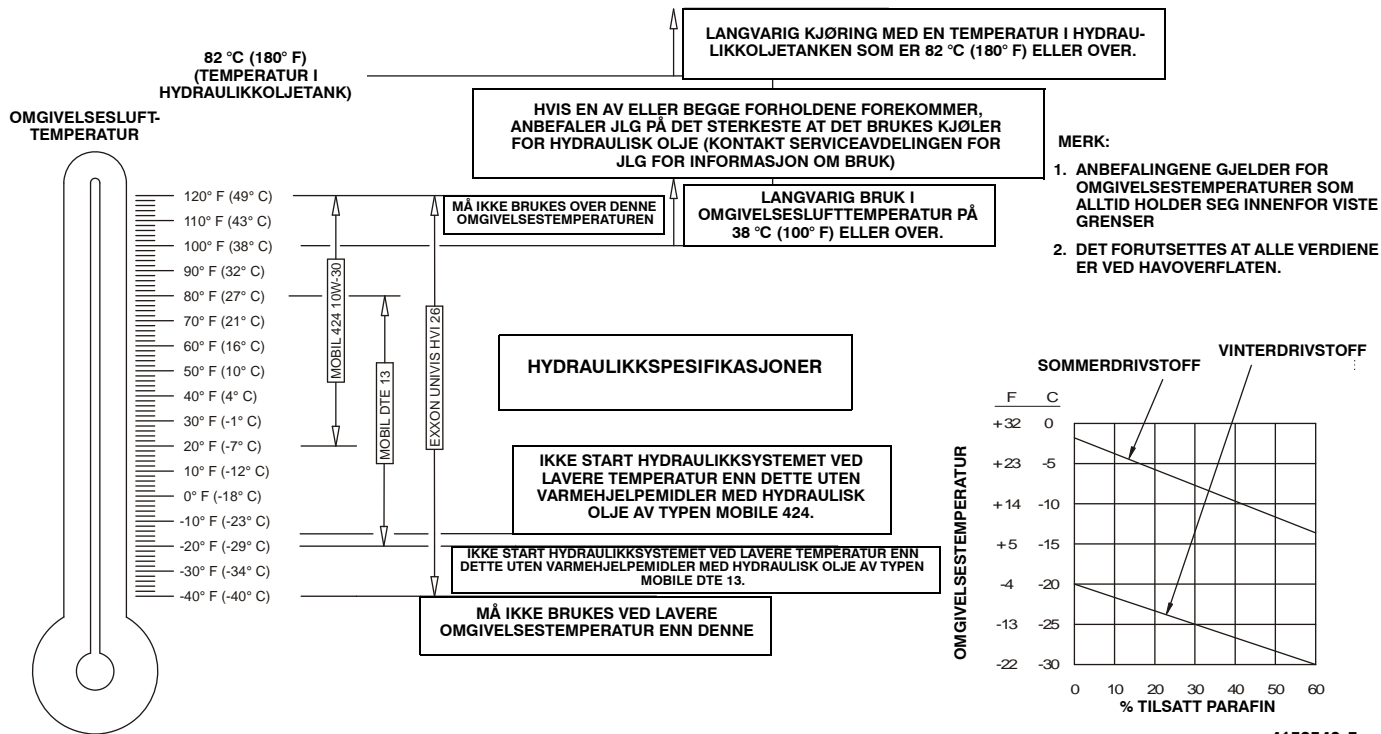 82 °C (180° F)
(TEMPERATUR I
HYDRAULIKKOLJETANK)
LANGVARIG KJØRING MED EN TEMPERATUR I HYDRAU-
LIKKOLJETANKEN SOM ER 82 °C (180° F) ELLER OVER.
OMGIVELSESLUFT-
TEMPERATUR
HVIS EN AV ELLER BEGGE FORHOLDENE FOREKOMMER,
ANBEFALER JLG PÅ DET STERKESTE AT DET BRUKES KJØLER
FOR HYDRAULISK OLJE (KONTAKT SERVICEAVDELINGEN FOR
JLG FOR INFORMASJON OM BRUK)
MERK:
1. ANBEFALINGENE GJELDER FOR
OMGIVELSESTEMPERATURER SOM
ALLTID HOLDER SEG INNENFOR VISTE
GRENSER
2. DET FORUTSETTES AT ALLE VERDIENE
ER VED HAVOVERFLATEN.
MÅ IKKE BRUKES OVER DENNE
OMGIVELSESTEMPERATUREN
LANGVARIG BRUK I
OMGIVELSESLUFTTEMPERATUR PÅ
38 °C (100° F) ELLER OVER.
120° F (49° C)
110° F (43° C)
100° F (38° C)
90° F (32° C)
80° F (27° C)
70° F (21° C)
60° F (16° C)
50° F (10° C)
40° F (4° C)
30° F (-1° C)
20° F (-7° C)
10° F (-12° C)
0° F (-18° C)
-10° F (-23° C)
-20° F (-29° C)
-30° F (-34° C)
-40° F (-40° C)
MOBIL 424 10W-30
MOBIL DTE 13
EXXON UNIVIS HVI 26
HYDRAULIKKSPESIFIKASJONER
IKKE START HYDRAULIKKSYSTEMET VED
LAVERE TEMPERATUR ENN DETTE UTEN
VARMEHJELPEMIDLER MED HYDRAULISK
OLJE AV TYPEN MOBILE 424.
IKKE START HYDRAULIKKSYSTEMET VED LAVERE TEMPERATUR ENN
DETTE UTEN VARMEHJELPEMIDLER MED HYDRAULISK OLJE AV TYPEN
MOBILE DTE 13.
MÅ IKKE BRUKES VED LAVERE
OMGIVELSESTEMPERATUR ENN DENNE
SOMMERDRIVSTOFF
VINTERDRIVSTOFF
F C
+32 0
+23 -5
+14 -10
+5 -15
-4 -20
-13 -25
-22 -30
OMGIVELSESTEMPERATUR
0 10 20 30 40 50 60
% TILSATT PARAFIN